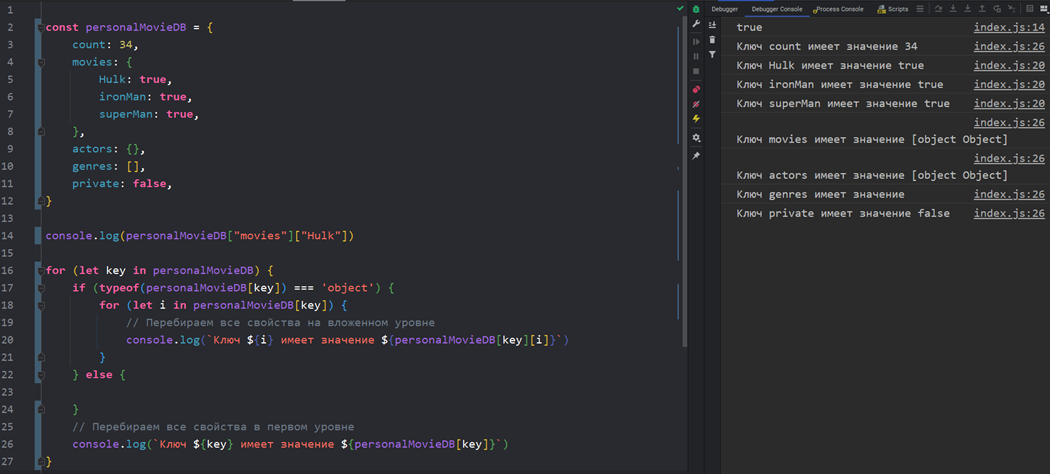 1
2 const personalMovieDB = {
3 count: 34,
4 movies: {
5 Hulk: true,
6 ironMan: true,
7 superMan: true,
8 },
9 actors: {},
10 genres: [],
11 private: false,
12 }
13
14 console.log(personalMovieDB["movies"]["Hulk"])
15
16 for (let key in personalMovieDB) {
17 if (typeof(personalMovieDB[key]) === 'object') {
18 for (let i in personalMovieDB[key]) {
19 // Перебираем все свойства на вложенном уровне
20 console.log(`Ключ ${i} имеет значение ${personalMovieDB[key][i]}`)
21 }
22 } else {
23
24 }
25 // Перебираем все свойства в первом уровне
26 console.log(`Ключ ${key} имеет значение ${personalMovieDB[key]}`)
27 }
Debugger Debugger Console Process Console Scripts
true index.js:14
Ключ count имеет значение 34 index.js:26
Ключ Hulk имеет значение true index.js:20
Ключ ironMan имеет значение true index.js:20
Ключ superMan имеет значение true index.js:20
index.js:26
Ключ movies имеет значение [object Object]
index.js:26
Ключ actors имеет значение [object Object]
Ключ genres имеет значение index.js:26
Ключ private имеет значение false index.js:26